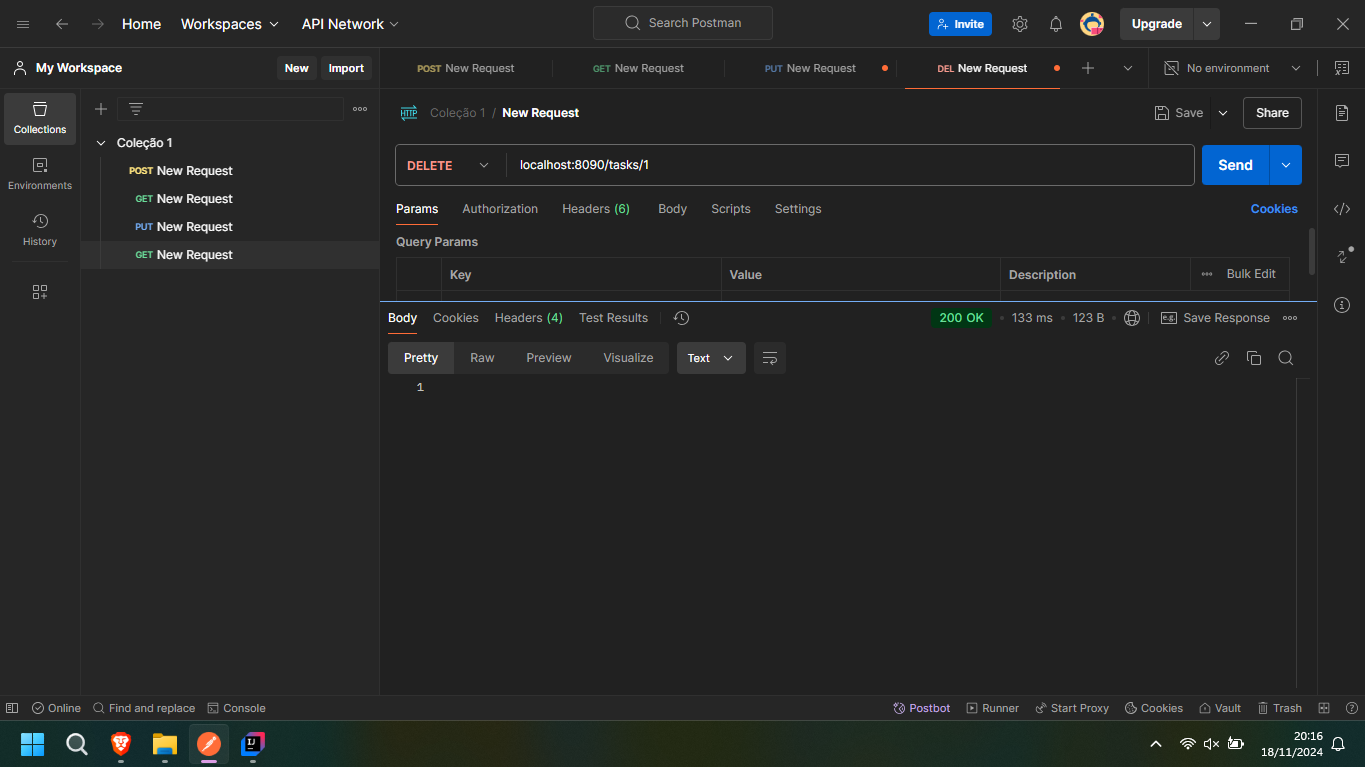 Home Workspaces API Network Search Postman Invite Upgrade
My Workspace New Import POST New Request GET New Request PUT New Request DEL New Request No environment
Collections
Environments
History
Coleção 1
POST New Request
GET New Request
PUT New Request
GET New Request
HTTP Coleção 1 / New Request Save Share
DELETE localhost:8090/tasks/1 Send
Params Authorization Headers (6) Body Scripts Settings Cookies
Query Params
Key Value Description Bulk Edit
Body Cookies Headers (4) Test Results 200 OK • 133 ms • 123 B • e.g. Save Response
Pretty Raw Preview Visualize Text
1
Online Find and replace Console Postbot Runner Start Proxy Cookies Vault Trash
IJ
20:16
18/11/2024